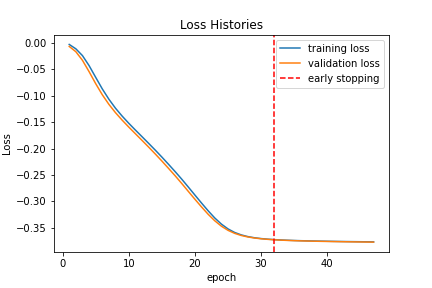 Loss Histories
0.00
−0.05
−0.10
−0.15
−0.20
−0.25
−0.30
−0.35
Loss
training loss
validation loss
early stopping
0 10 20 30 40
epoch